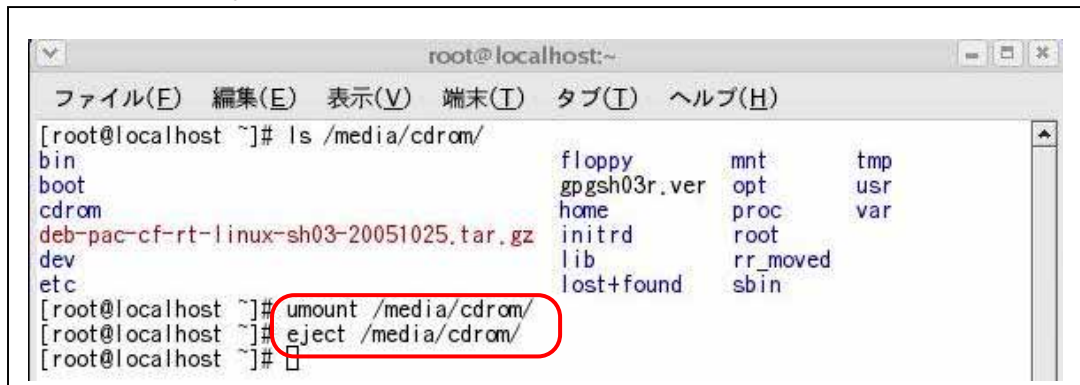 root@localhost:~
ファイル(F) 編集(E) 表示(V) 端末(T) タブ(T) ヘルプ(H)
[root@localhost ~]# ls /media/cdrom/
bin floppy mnt tmp
boot gpgsh03r.ver opt usr
cdrom home proc var
deb-pac-cf-rt-linux-sh03-20051025.tar.gz initrd root
dev lib rr_moved
etc lost+found sbin
[root@localhost ~]# umount /media/cdrom/
[root@localhost ~]# eject /media/cdrom/
[root@localhost ~]#